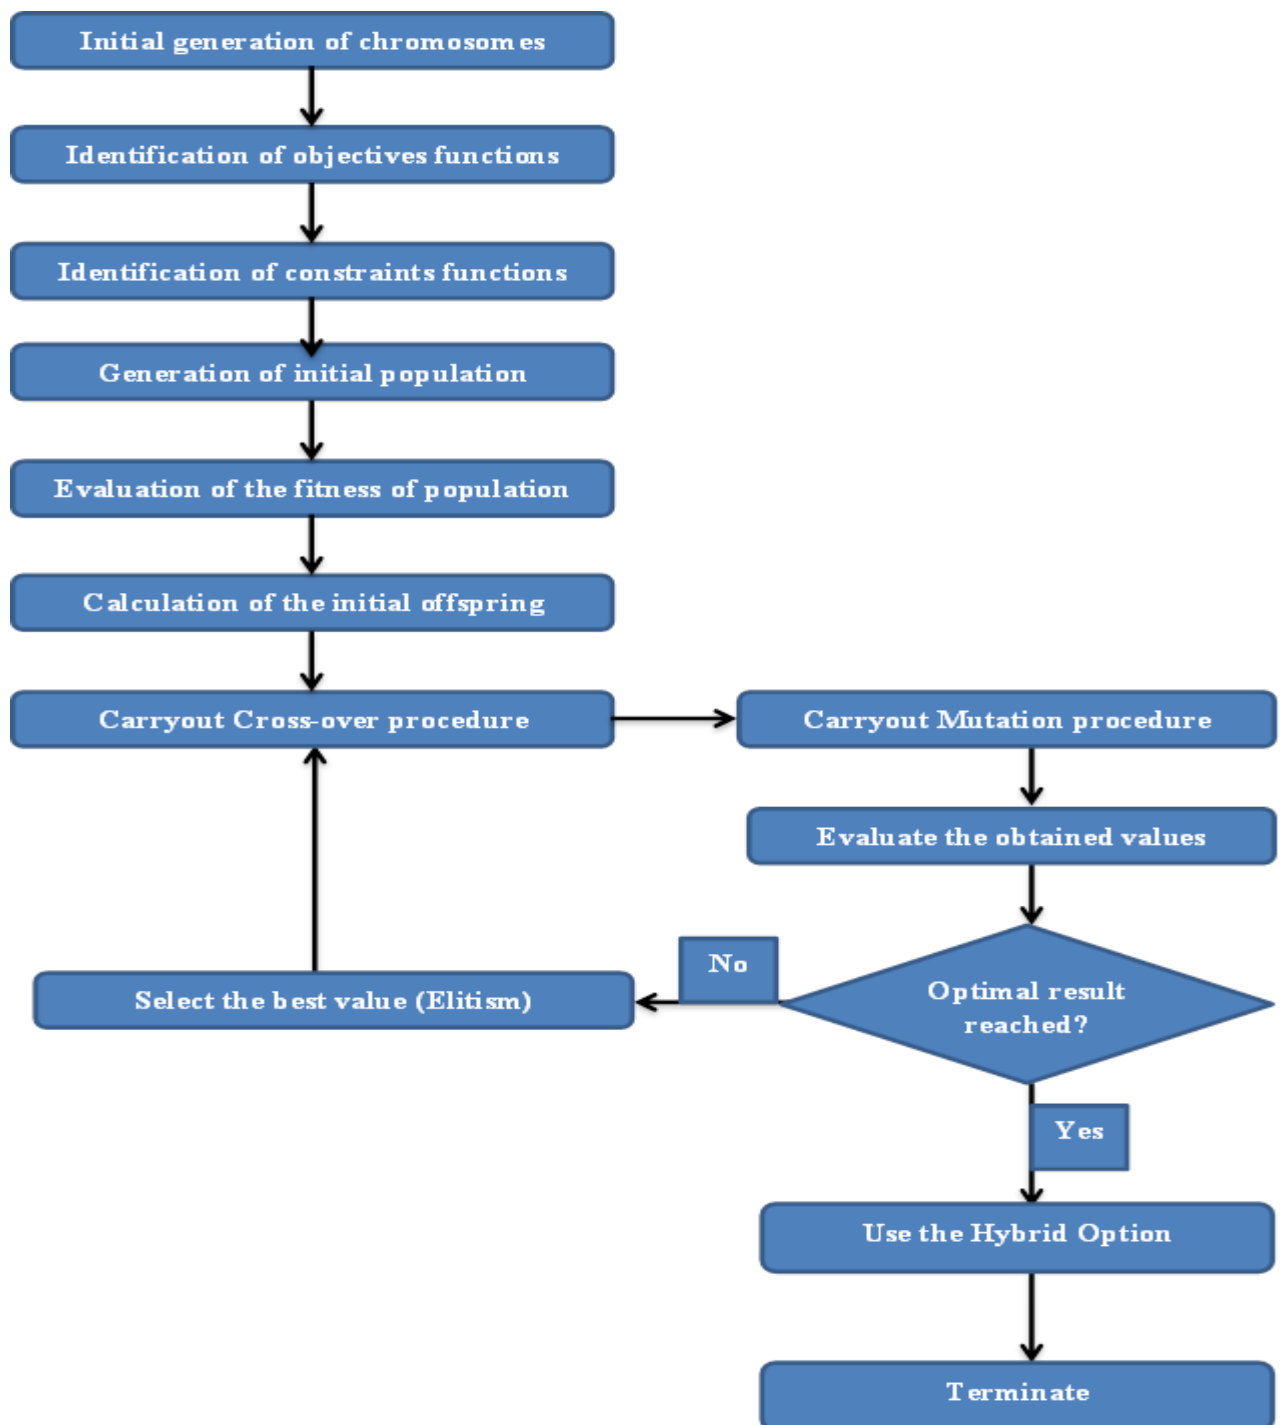 Initial generation of chromosomes
Identification of objectives functions
Identification of constraints functions
Generation of initial population
Evaluation of the fitness of population
Calculation of the initial offspring
Carryout Cross-over procedure
Carryout Mutation procedure
Evaluate the obtained values
No
Optimal result
reached?
Select the best value (Elitism)
Yes
Use the Hybrid Option
Terminate